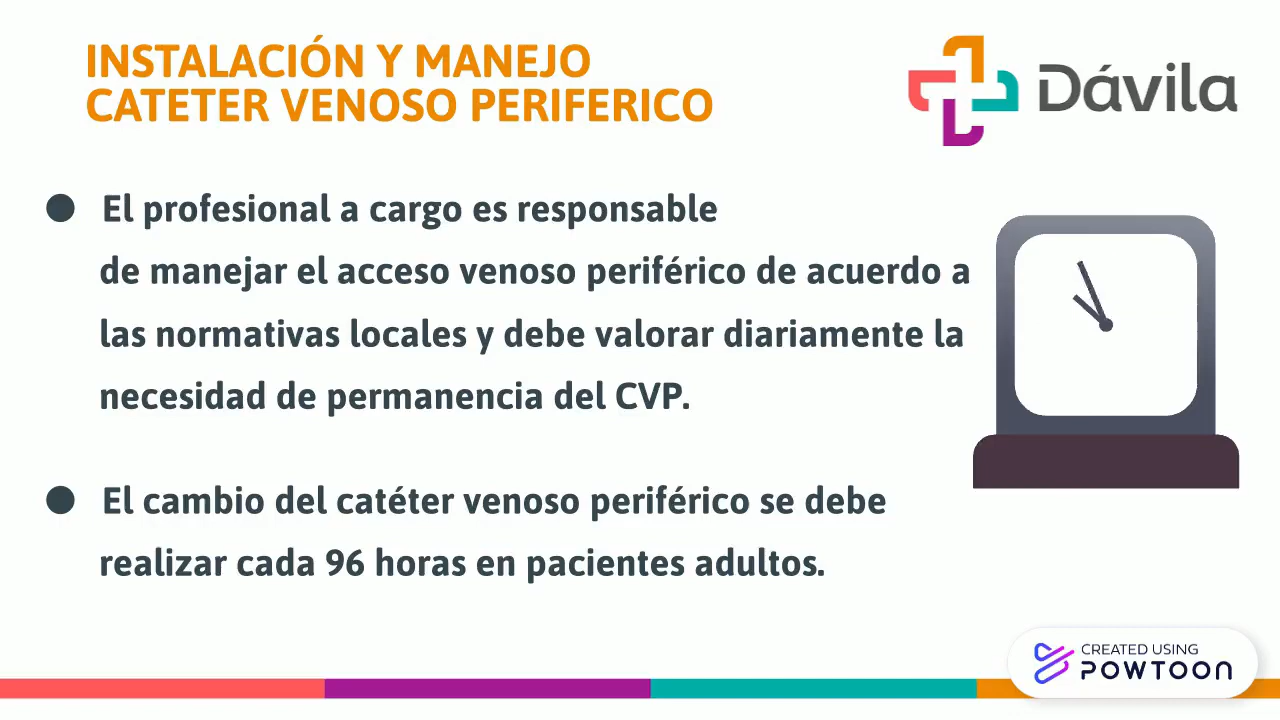 INSTALACIÓN Y MANEJO
CATETER VENOSO PERIFERICO
Dávila
● El profesional a cargo es responsable
de manejar el acceso venoso periférico de acuerdo a
las normativas locales y debe valorar diariamente la
necesidad de permanencia del CVP.
● El cambio del catéter venoso periférico se debe
realizar cada 96 horas en pacientes adultos.
CREATED USING
POWTOON